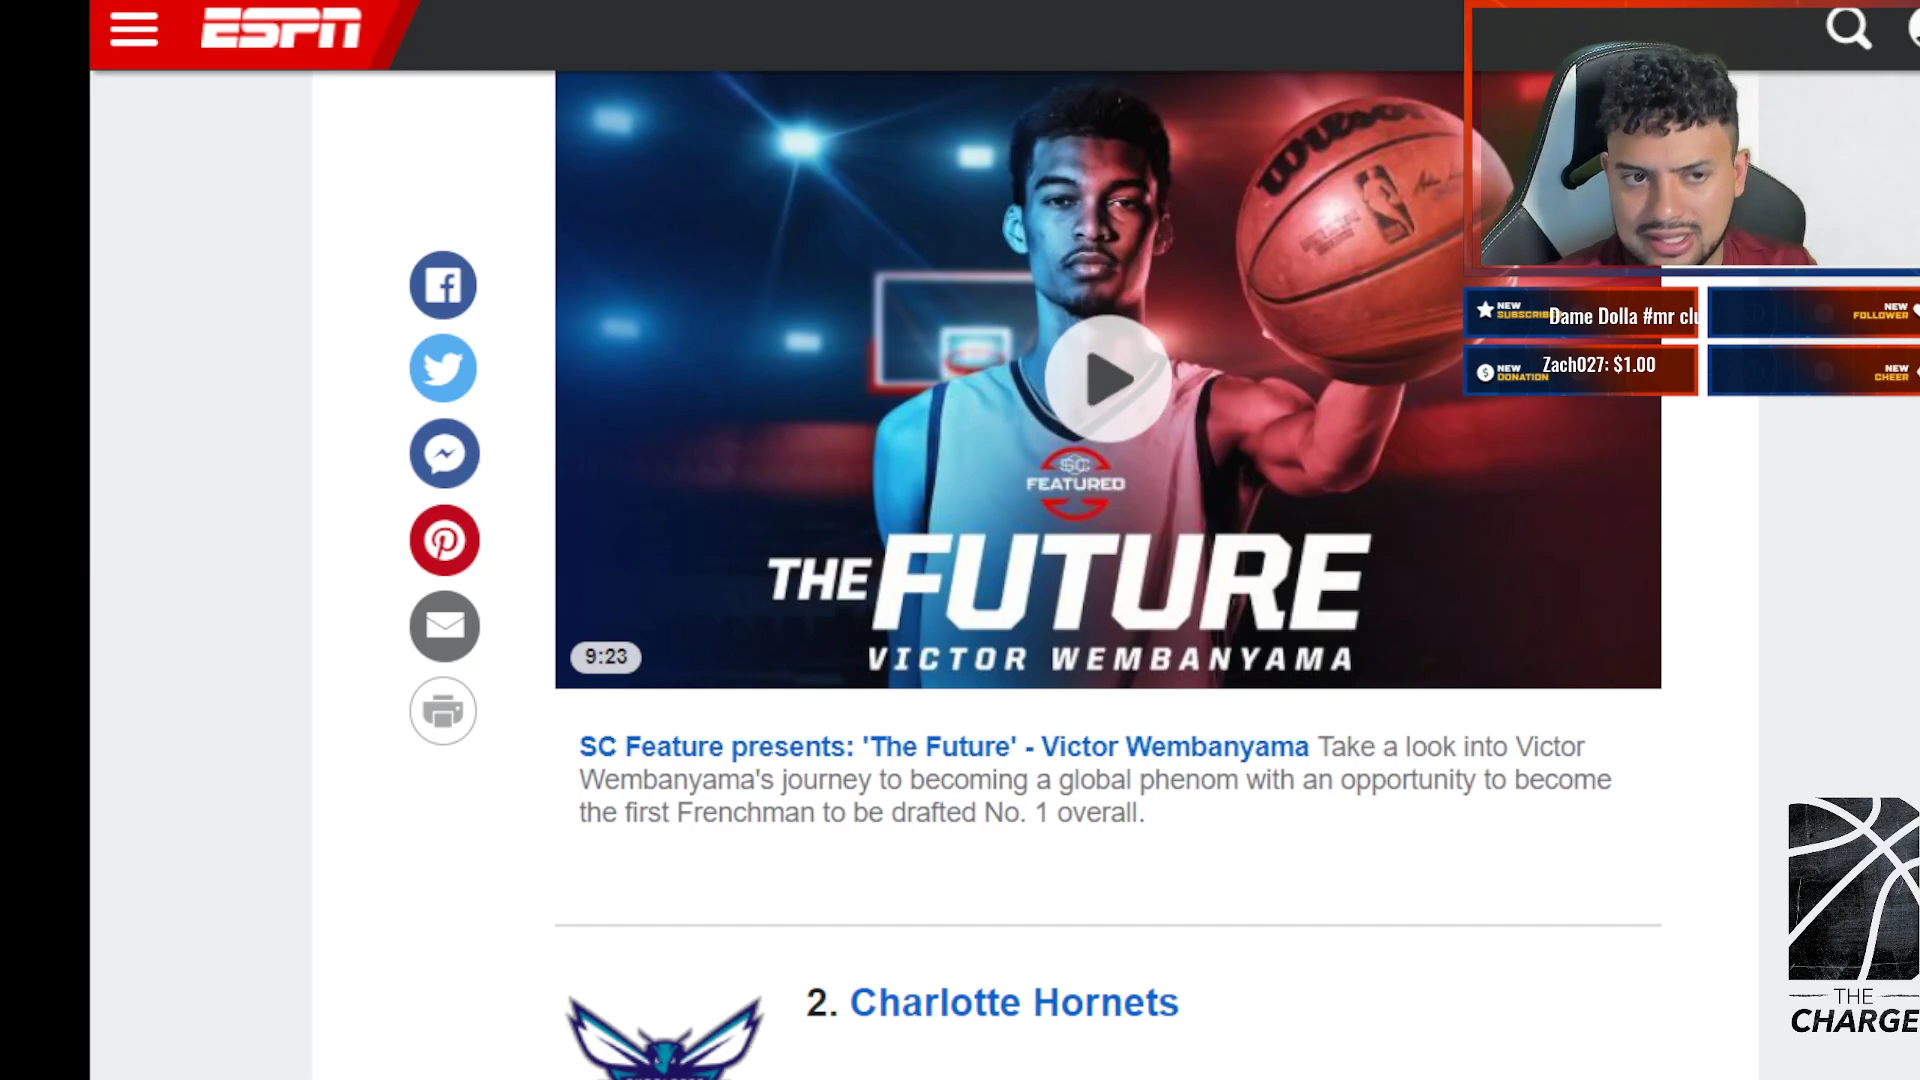 ESPN
Wilson
NEW
SUBSCRIB
Dame Dolla #mr clu
NEW
FOLLOWER
NEW
DONATION
Zach027: $1.00
NEW
CHEER
SC
FEATURED
THE FUTURE
VICTOR WEMBANYAMA
9:23
SC Feature presents: 'The Future' - Victor Wembanyama Take a look into Victor
Wembanyama's journey to becoming a global phenom with an opportunity to become
the first Frenchman to be drafted No. 1 overall.
2. Charlotte Hornets
THE
CHARGE